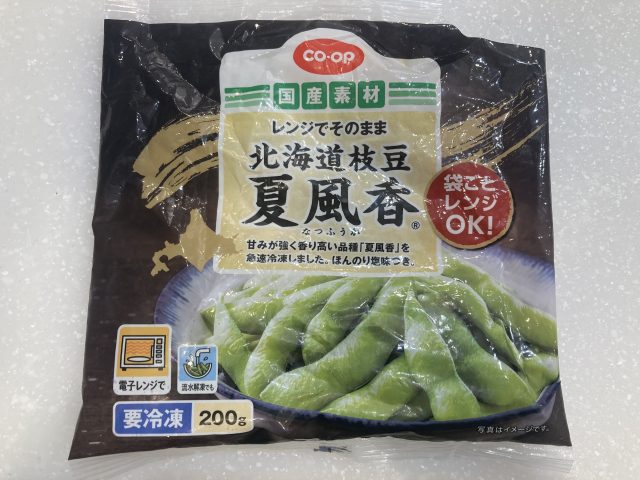 CO-OP
国産素材
レンジでそのまま
北海道枝豆
夏風香®
なつふうか
甘みが強く香り高い品種「夏風香」を
急速冷凍しました。ほんのり塩味つき。
袋ごと
レンジ
OK!
電子レンジで
流水解凍でも
要冷凍 200g
写真はイメージです。